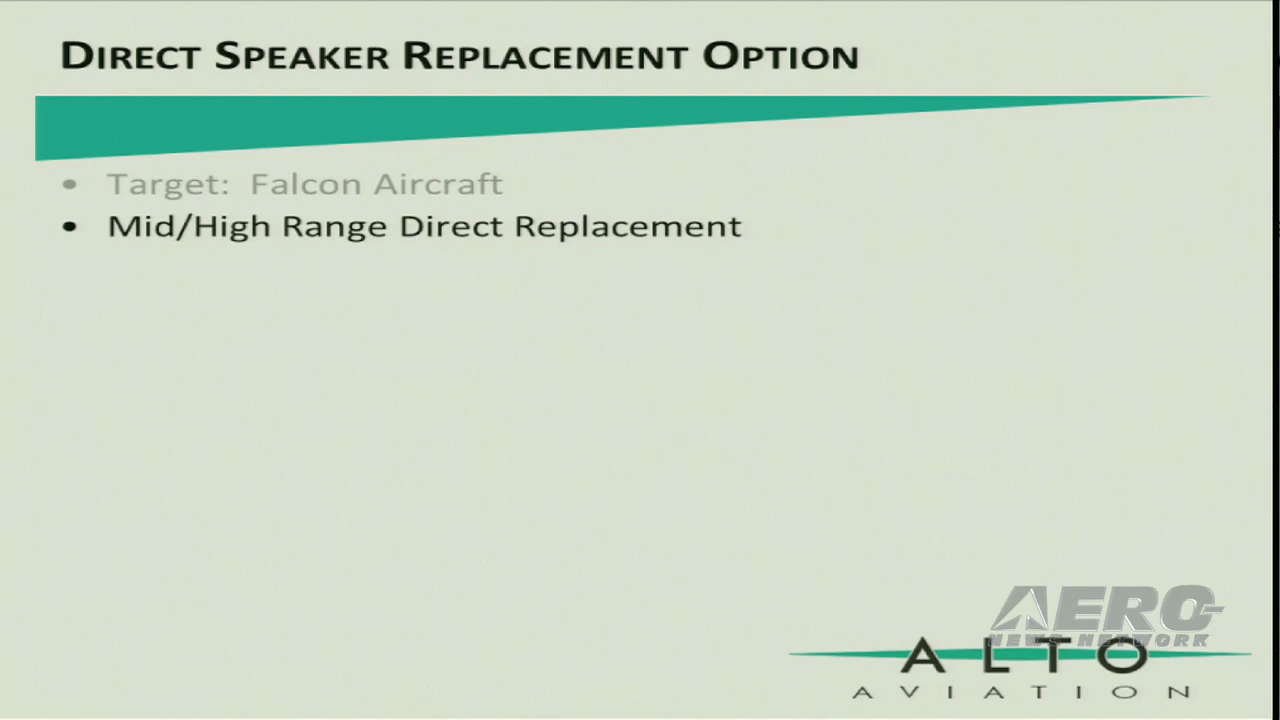 DIRECT SPEAKER REPLACEMENT OPTION
• Target: Falcon Aircraft
• Mid/High Range Direct Replacement
AERO-
NEWS NETWORK
ALTO
AVIATION